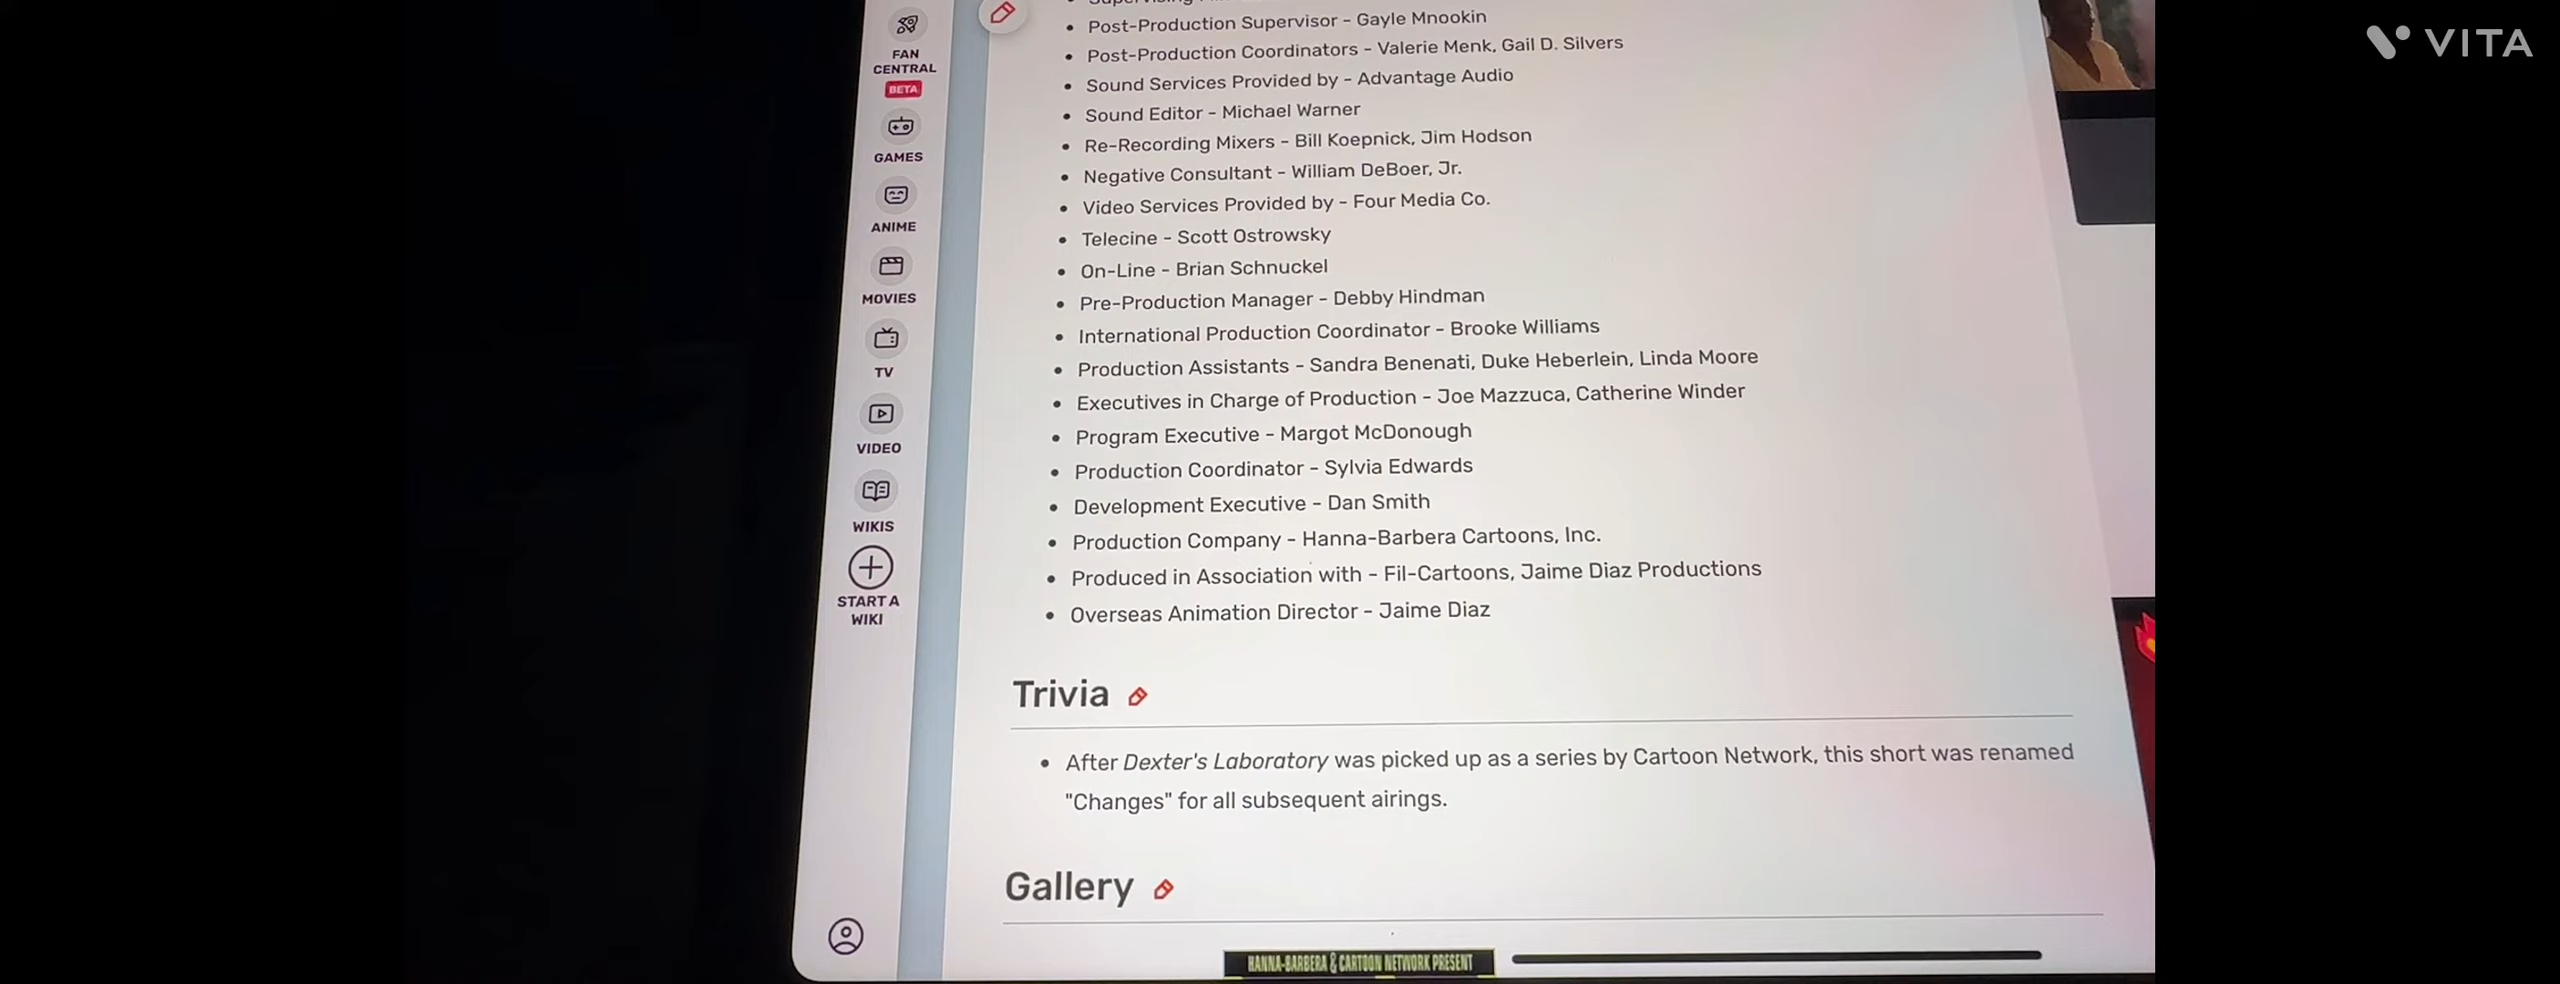 VITA
FAN
CENTRAL
BETA
GAMES
ANIME
MOVIES
TV
VIDEO
WIKIS
START A
WIKI
Post-Production Supervisor - Gayle Mnookin
Post-Production Coordinators - Valerie Menk, Gail D. Silvers
Sound Services Provided by - Advantage Audio
Sound Editor - Michael Warner
Re-Recording Mixers - Bill Koepnick, Jim Hodson
Negative Consultant - William DeBoer, Jr.
Video Services Provided by - Four Media Co.
Telecine - Scott Ostrowsky
On-Line - Brian Schnuckel
Pre-Production Manager - Debby Hindman
International Production Coordinator - Brooke Williams
Production Assistants - Sandra Benenati, Duke Heberlein, Linda Moore
Executives in Charge of Production - Joe Mazzuca, Catherine Winder
Program Executive - Margot McDonough
Production Coordinator - Sylvia Edwards
Development Executive - Dan Smith
Production Company - Hanna-Barbera Cartoons, Inc.
Produced in Association with - Fil-Cartoons, Jaime Diaz Productions
Overseas Animation Director - Jaime Diaz
Trivia
After Dexter's Laboratory was picked up as a series by Cartoon Network, this short was renamed
"Changes" for all subsequent airings.
Gallery
HANNA-BARBERA & CARTOON NETWORK PRESENT